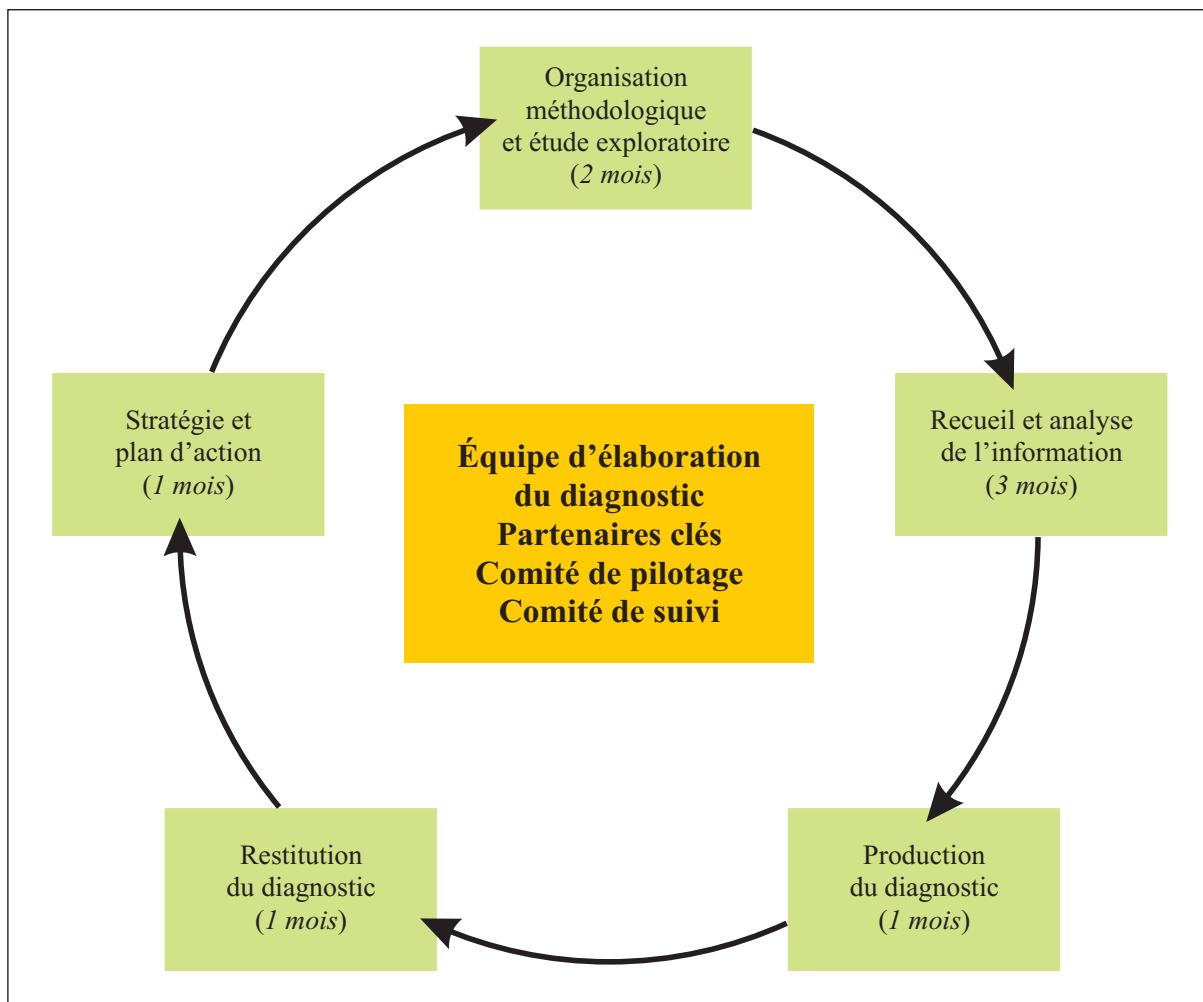 Organisation
méthodologique
et étude exploratoire
(2 mois)
Recueil et analyse
de l’information
(3 mois)
Production
du diagnostic
(1 mois)
Restitution
du diagnostic
(1 mois)
Stratégie et
plan d’action
(1 mois)
Équipe d’élaboration
du diagnostic
Partenaires clés
Comité de pilotage
Comité de suivi